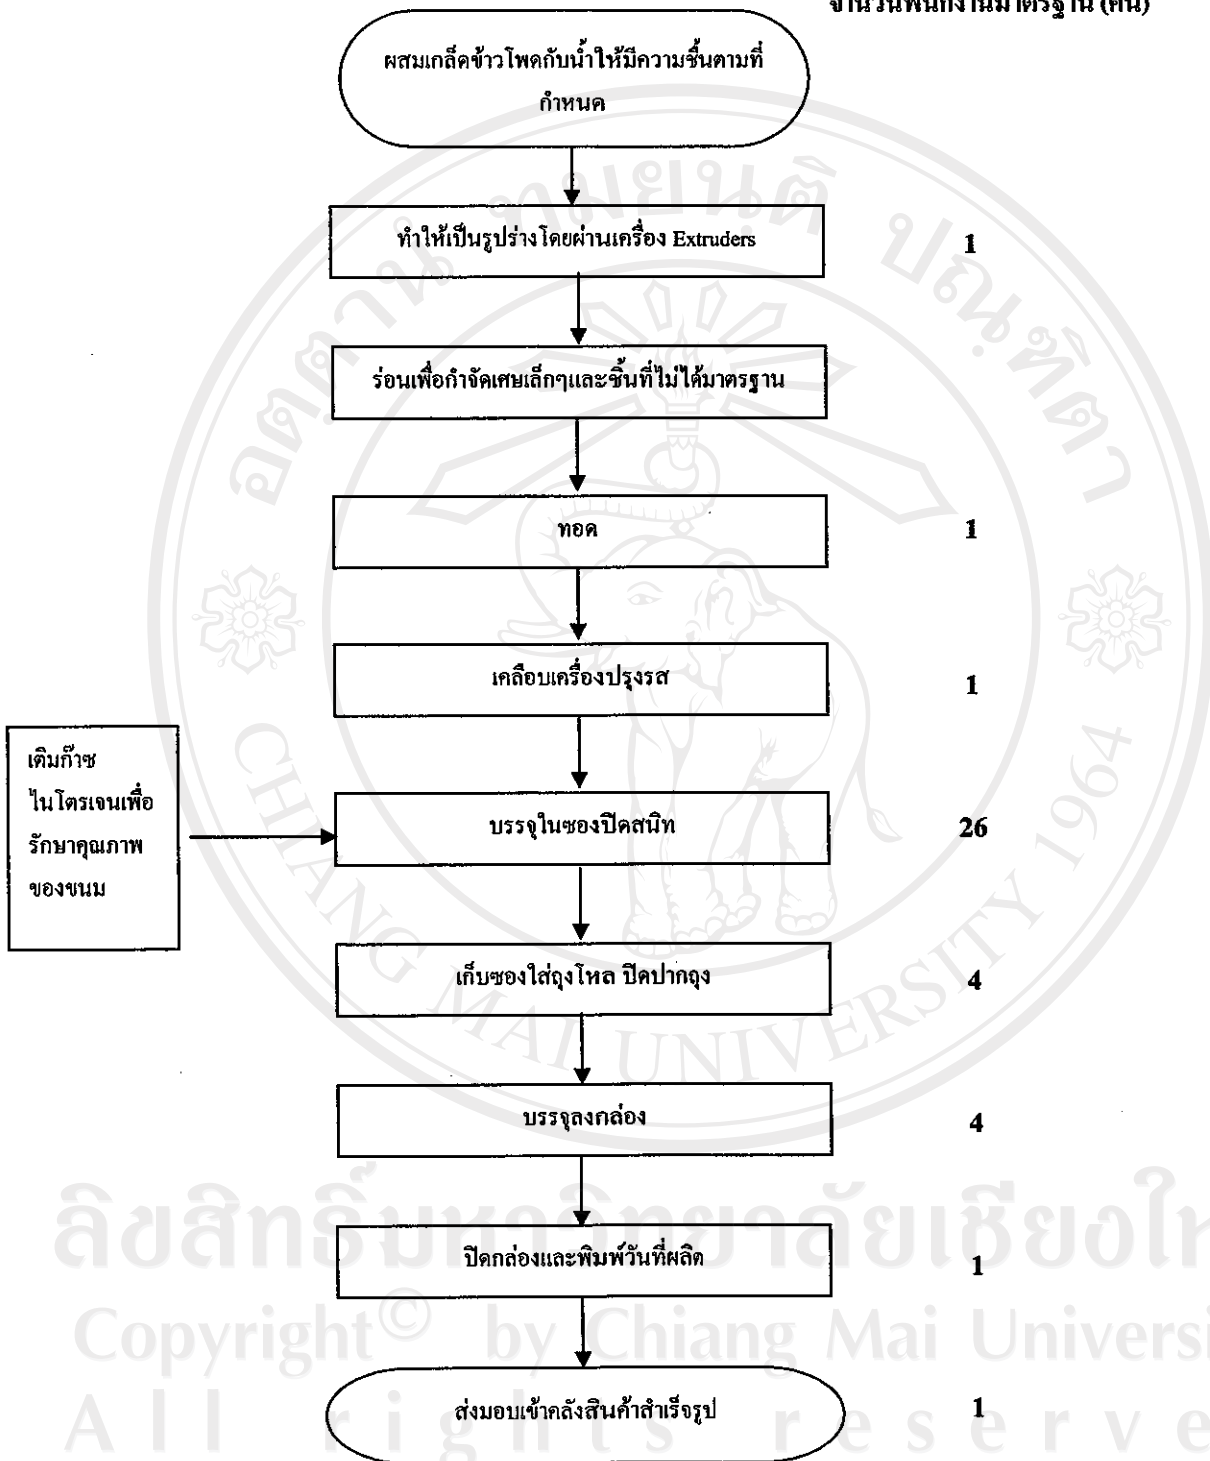 จำนวนพนักงานมาตรฐาน (คน)
ผสมเกล็ดข้าวโพดกับน้ำให้มีความชื้นตามที่
กำหนด
ทำให้เป็นรูปร่างโดยผ่านเครื่อง Extruders
1
ร่อนเพื่อกำจัดเศษเล็กๆและชิ้นที่ไม่ได้มาตรฐาน
ทอด
1
เคลือบเครื่องปรุงรส
1
เติมก๊าซ
ไนโตรเจนเพื่อ
รักษาคุณภาพ
ของขนม
บรรจุในซองปิดสนิท
26
เก็บซองใส่ถุงโหล ปิดปากถุง
4
บรรจุลงกล่อง
4
ปิดกล่องและพิมพ์วันที่ผลิต
1
ส่งมอบเข้าคลังสินค้าสำเร็จรูป
1
CHIANG MAI UNIVERSITY 1964
ลิขสิทธิ์มหาวิทยาลัยเชียงให
Copyright© by Chiang Mai Universi
All rights reserve